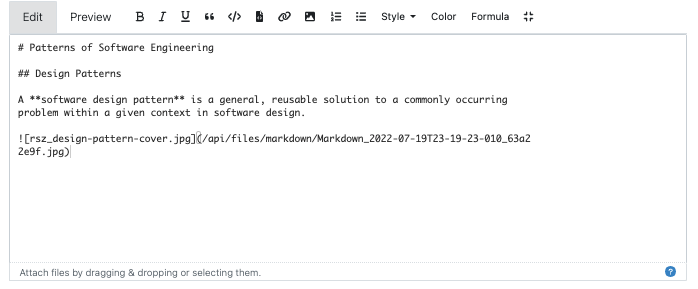 Edit Preview B I U Style Color Formula
# Patterns of Software Engineering
## Design Patterns
A **software design pattern** is a general, reusable solution to a commonly occurring
problem within a given context in software design.
![rsz_design-pattern-cover.jpg](/api/files/markdown/Markdown_2022-07-19T23-19-23-010_63a2
2e9f.jpg)
Attach files by dragging & dropping or selecting them.